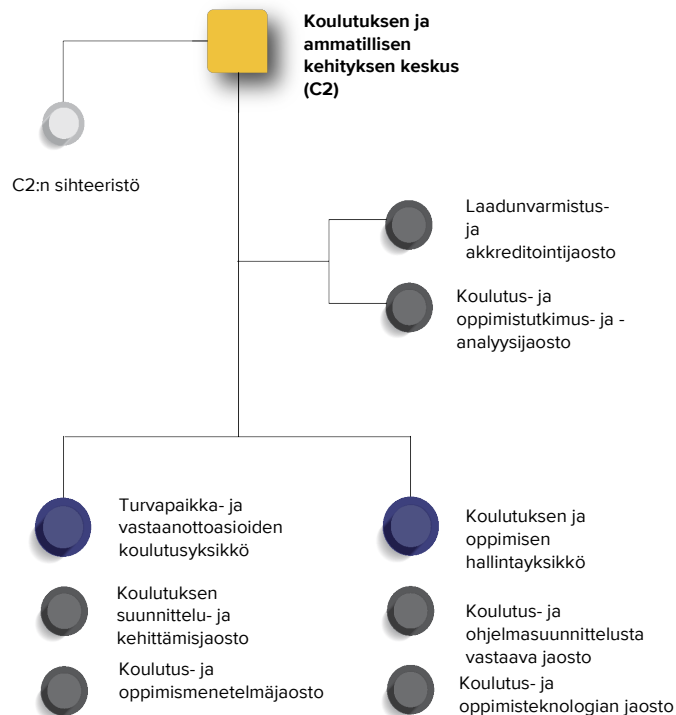 Koulutuksen ja
ammatillisen
kehityksen keskus
(C2)
C2:n sihteeristö
Laadunvarmistus-
ja
akkreditointijaosto
Koulutus- ja
oppimistutkimus- ja -
analyysijaosto
Turvapaikka- ja
vastaanottoasioiden
koulutusyksikkö
Koulutuksen
suunnittelu- ja
kehittämisjaosto
Koulutus- ja
oppimismenetelmäjaosto
Koulutuksen ja
oppimisen
hallintayksikkö
Koulutus- ja
ohjelmasuunnittelusta
vastaava jaosto
Koulutus- ja
oppimisteknologian jaosto